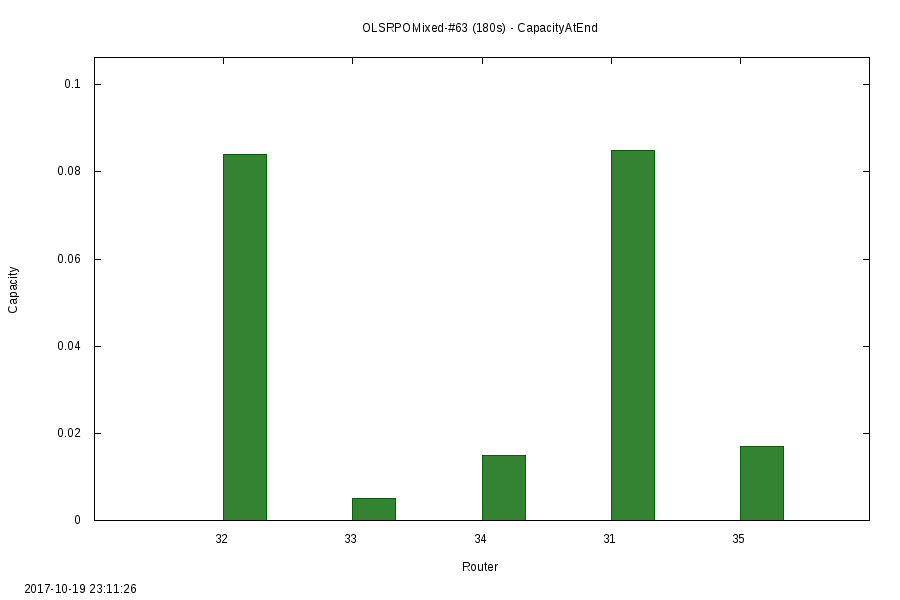 OLSRPOMixed-#63 (180s) - CapacityAtEnd
0.1
0.08
0.06
0.04
0.02
0
Capacity
32 33 34 31 35
Router
2017-10-19 23:11:26